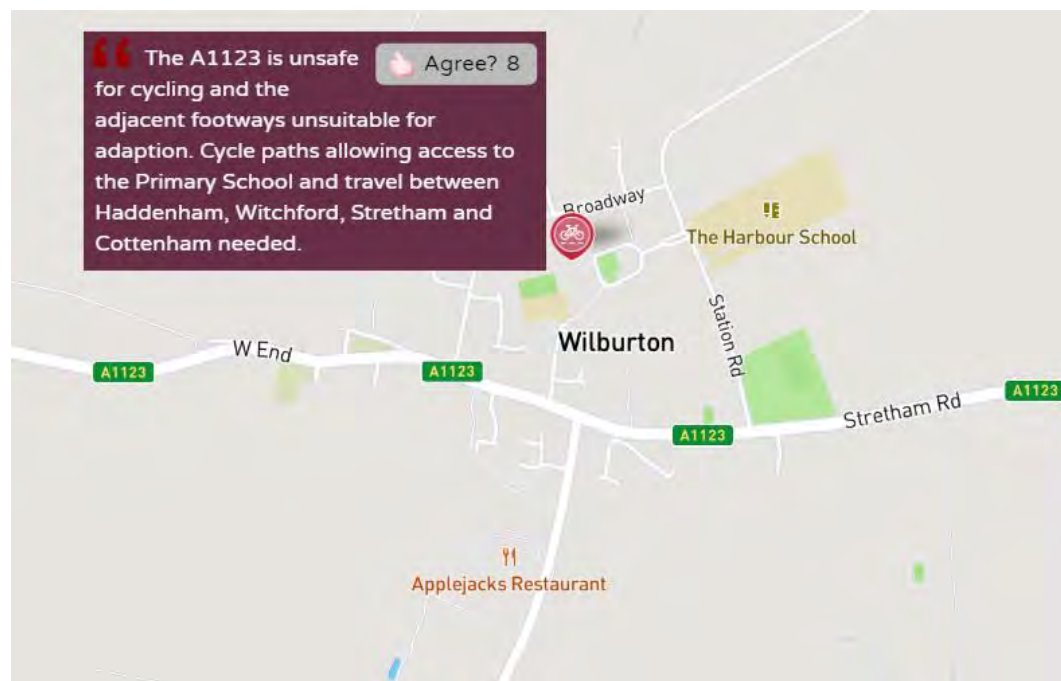 The A1123 is unsafe
Agree? 8
for cycling and the
adjacent footways unsuitable for
adaption. Cycle paths allowing access to
the Primary School and travel between
Haddenham, Witchford, Stretham and
Cottenham needed.
Broadway
The Harbour School
Station Rd
Wilburton
W End
A1123
A1123
A1123
Stretham Rd
A1123
Applejacks Restaurant